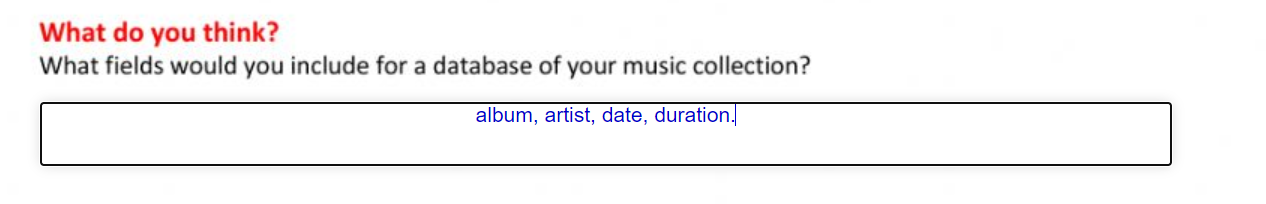 What do you think?
What fields would you include for a database of your music collection?
album, artist, date, duration.